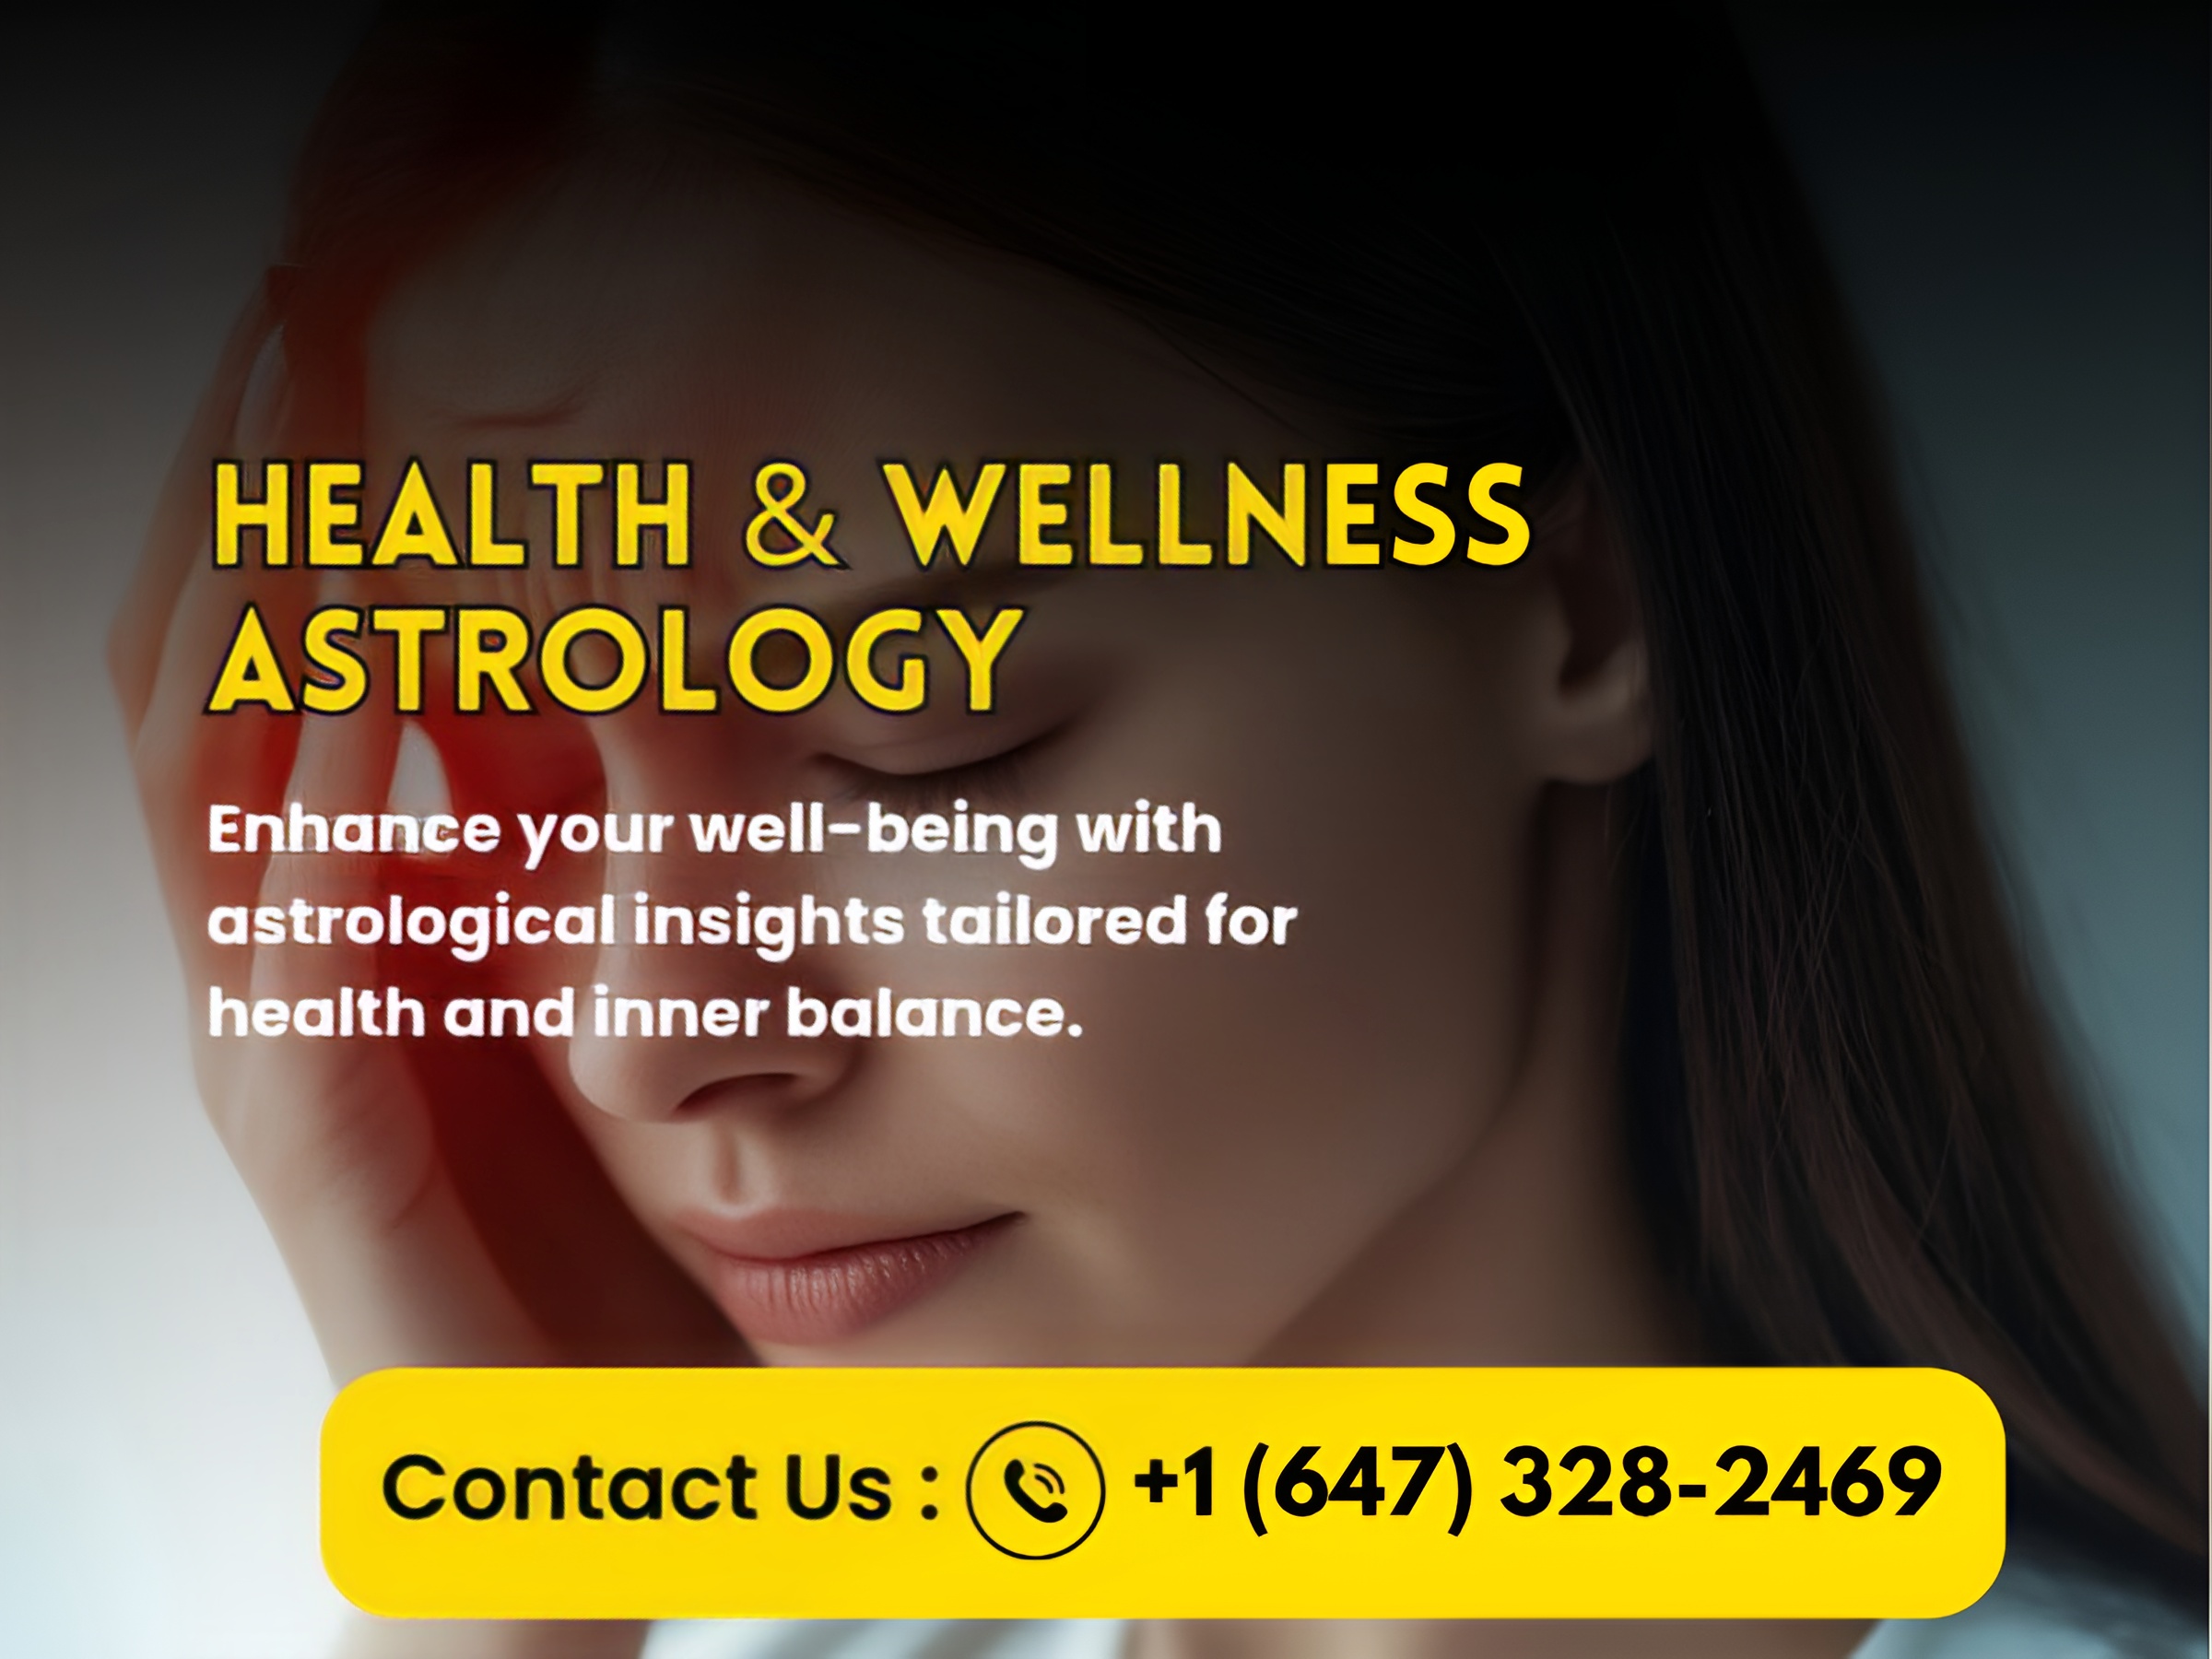 HEALTH & WELLNESS
ASTROLOGY
Enhance your well-being with
astrological insights tailored for
health and inner balance.
Contact Us : +1 (647) 328-2469